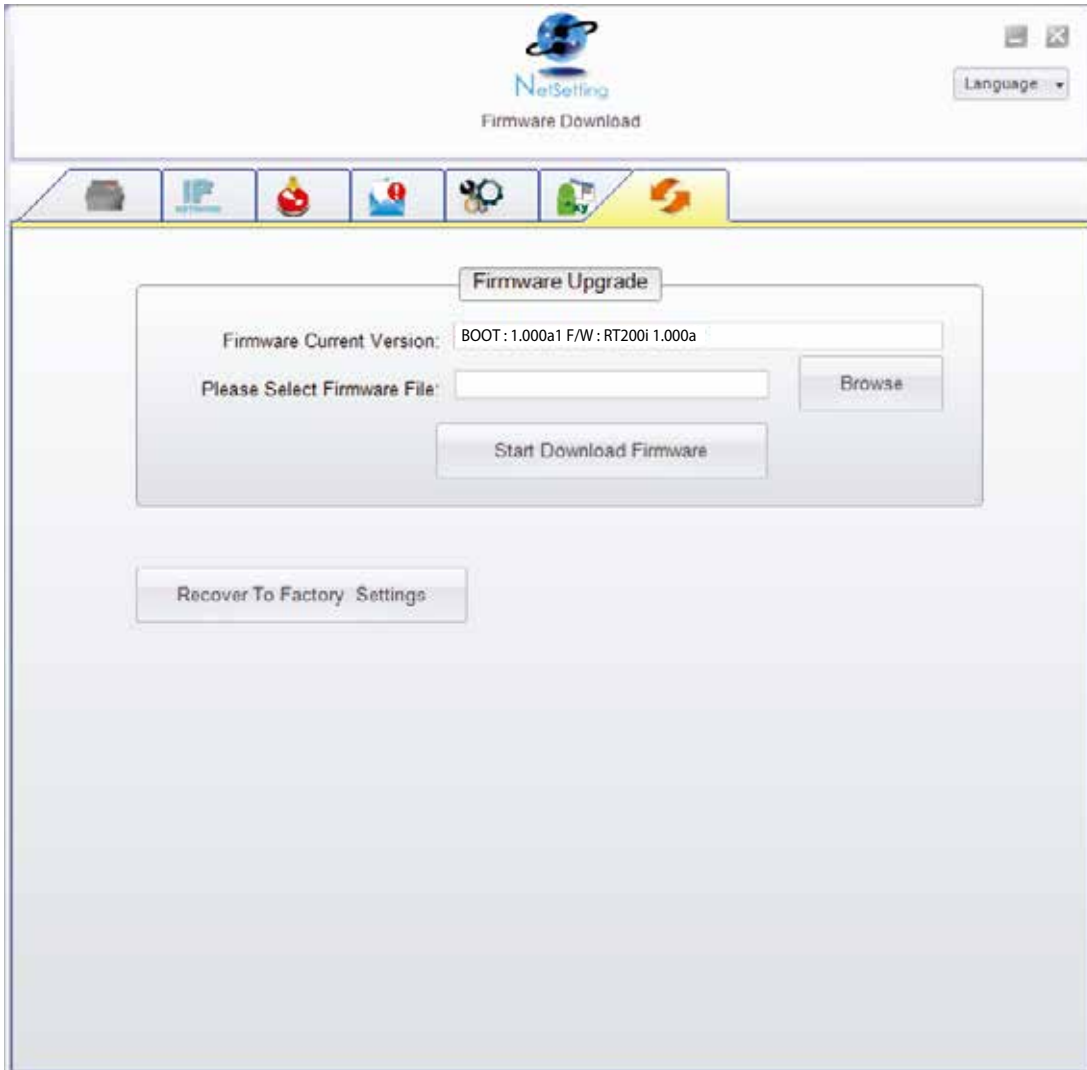 NetSetting
Language
Firmware Download
IP
Firmware Upgrade
Firmware Current Version: BOOT : 1.000a1 F/W : RT200i 1.000a
Please Select Firmware File: Browse
Start Download Firmware
Recover To Factory Settings